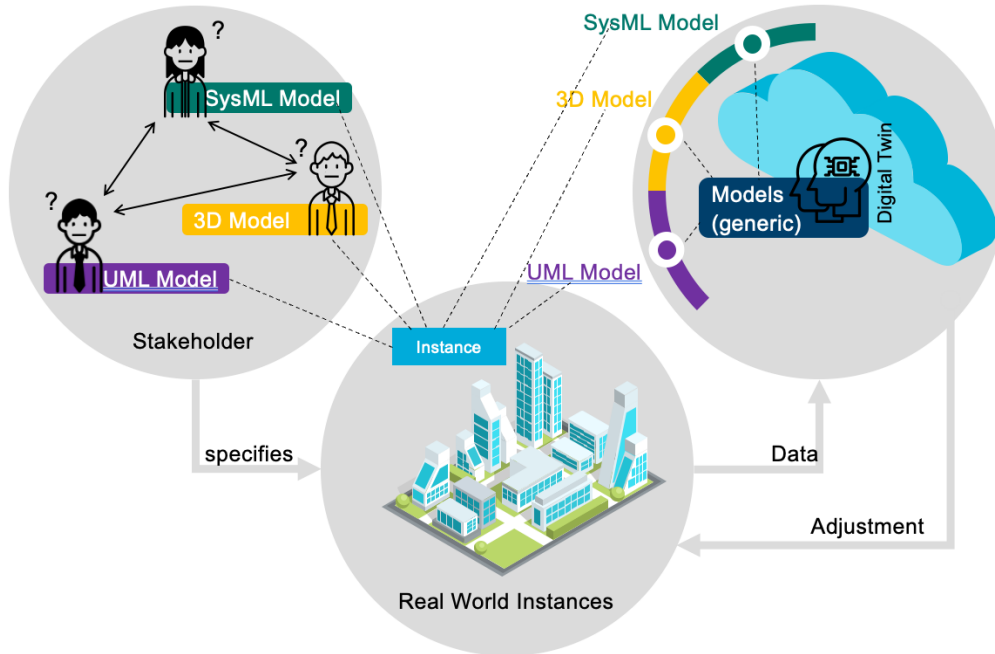 ?
SysML Model
?
3D Model
?
UML Model
Stakeholder
SysML Model
3D Model
UML Model
Models
(generic)
Digital Twin
Instance
specifies
Data
Adjustment
Real World Instances